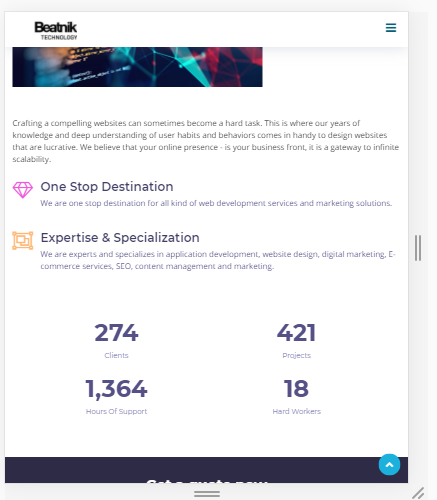 Beatnik
TECHNOLOGY
Crafting a compelling websites can sometimes become a hard task. This is where our years of
knowledge and deep understanding of user habits and behaviors comes in handy to design websites
that are lucrative. We believe that your online presence - is your business front, it is a gateway to infinite
scalability.
One Stop Destination
We are one stop destination for all kind of web development services and marketing solutions.
Expertise & Specialization
We are experts and specializes in application development, website design, digital marketing, E-
commerce services, SEO, content management and marketing.
274 421
Clients Projects
1,364 18
Hours Of Support Hard Workers
Get a quote now